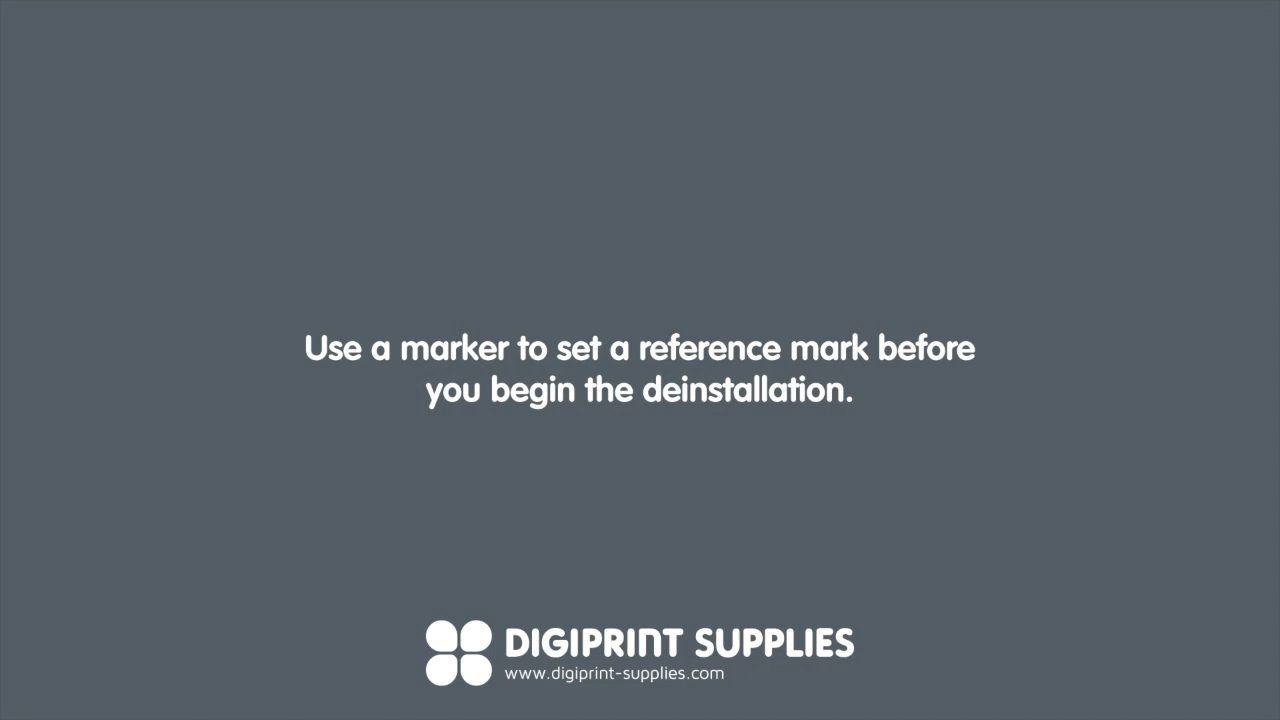 Use a marker to set a reference mark before
you begin the deinstallation.
DIGIPRINT SUPPLIES
www.digiprint-supplies.com